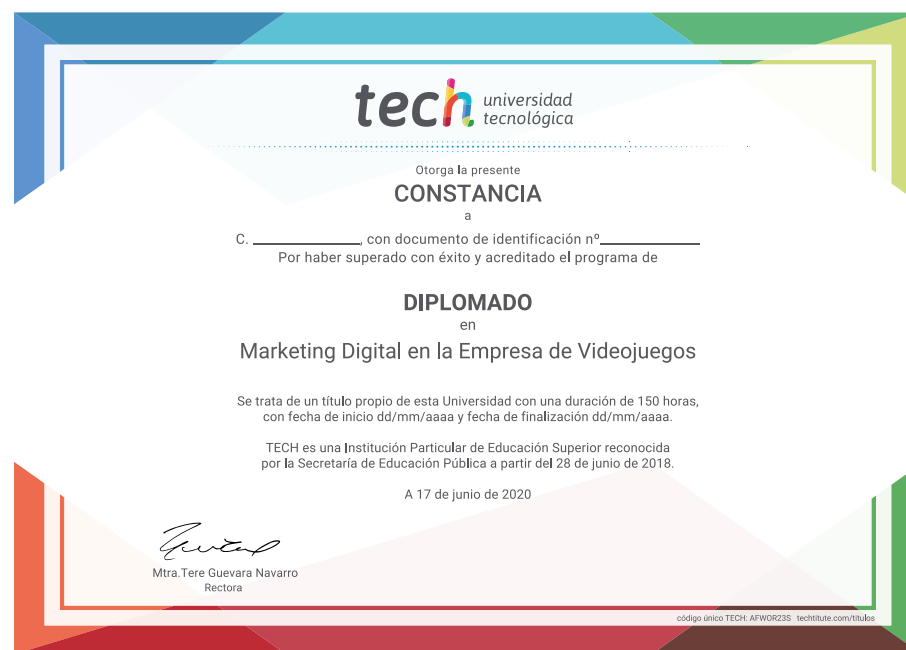 tech universidad
tecnológica
Otorga la presente
CONSTANCIA
a
C. ____________, con documento de identificación nº____________
Por haber superado con éxito y acreditado el programa de
DIPLOMADO
en
Marketing Digital en la Empresa de Videojuegos
Se trata de un título propio de esta Universidad con una duración de 150 horas,
con fecha de inicio dd/mm/aaaa y fecha de finalización dd/mm/aaaa.
TECH es una Institución Particular de Educación Superior reconocida
por la Secretaría de Educación Pública a partir del 28 de junio de 2018.
A 17 de junio de 2020
Mtra.Tere Guevara Navarro
Rectora
código único TECH: AFWOR23S techtitute.com/titulos